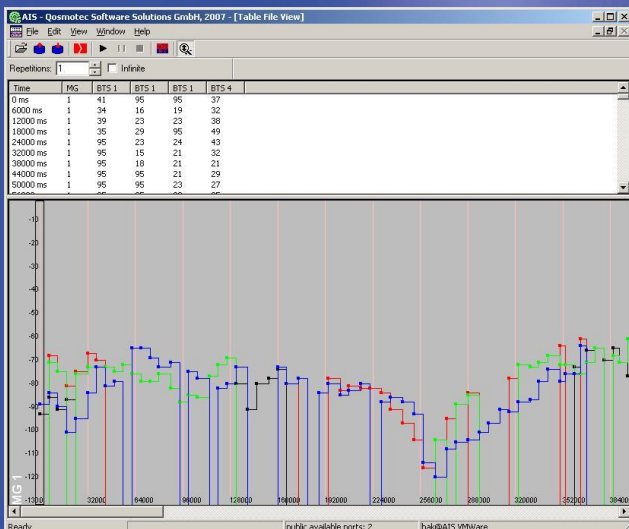 AIS - Qosmotec Software Solutions GmbH, 2007 - [Table File View]
File Edit View Window Help
Repetitions: 1 Infinite
Time MG BTS 1 BTS 1 BTS 1 BTS 4
0 ms 1 41 95 95 37
6000 ms 1 34 16 19 32
12000 ms 1 39 23 23 38
18000 ms 1 35 29 95 49
24000 ms 1 95 23 24 43
32000 ms 1 95 15 21 32
38000 ms 1 95 18 21 21
44000 ms 1 95 95 21 29
50000 ms 1 95 95 23 27
-10
-20
-30
-40
-50
-60
-70
-80
-90
-100
-110
-120
-130
MG 1
0 32000 64000 96000 128000 160000 192000 224000 256000 288000 320000 352000 384000
Ready public available ports: 2 hak@AIS VMWare